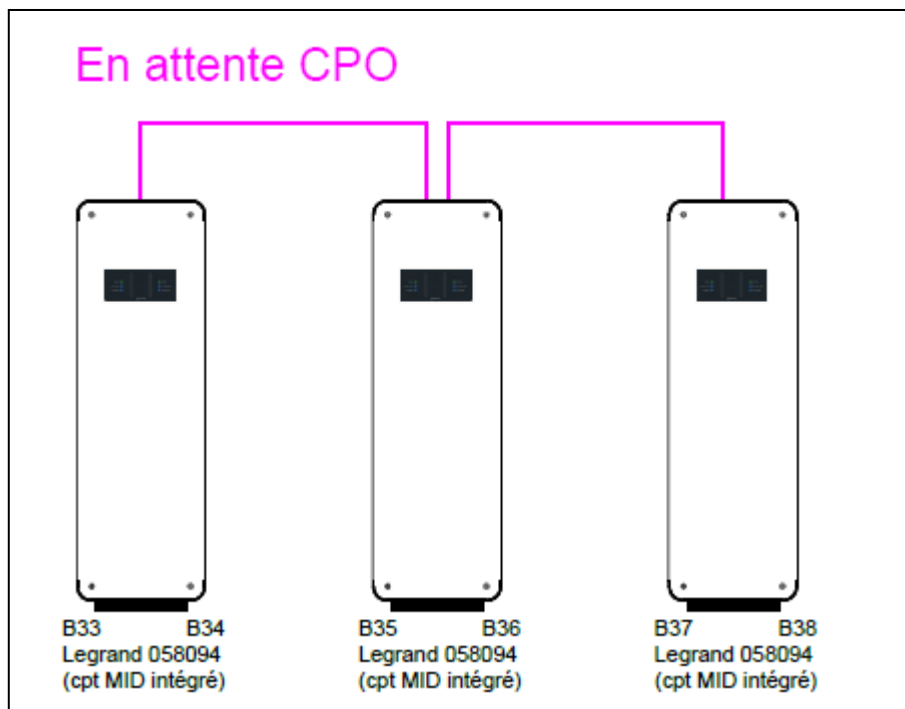 En attente CPO
B33 B34
Legrand 058094
(cpt MID intégré)
B35 B36
Legrand 058094
(cpt MID intégré)
B37 B38
Legrand 058094
(cpt MID intégré)